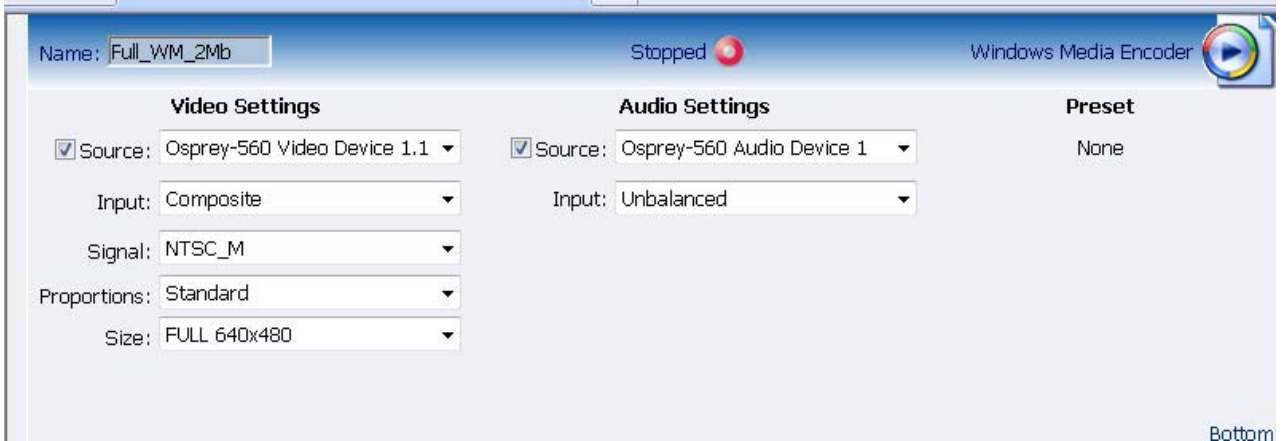 Name: Full_WM_2Mb Stopped Windows Media Encoder
Video Settings Audio Settings Preset
Source: Osprey-560 Video Device 1.1 Source: Osprey-560 Audio Device 1 None
Input: Composite Input: Unbalanced
Signal: NTSC_M
Proportions: Standard
Size: FULL 640x480
Bottom